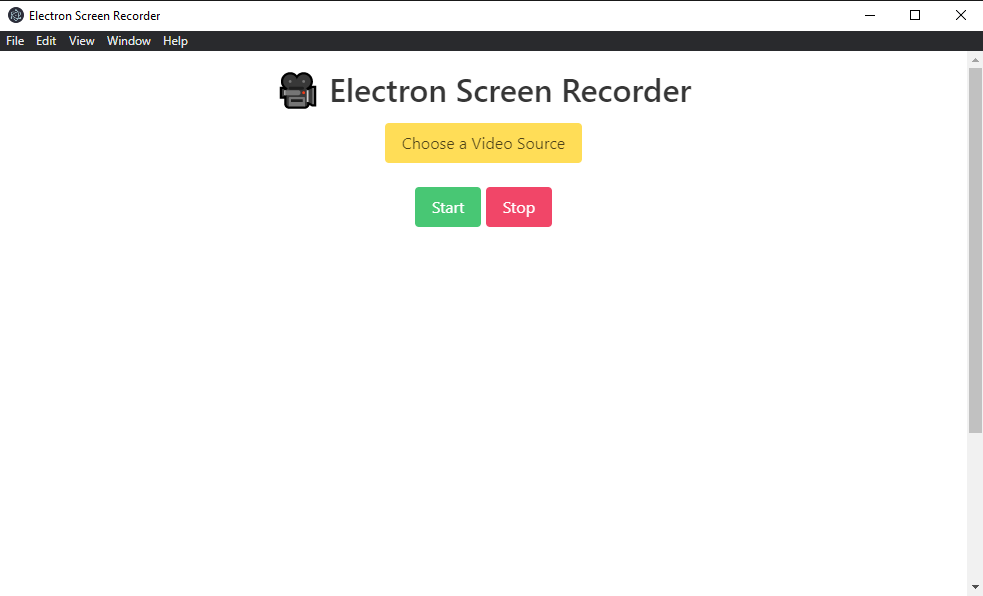 Electron Screen Recorder
File Edit View Window Help
Electron Screen Recorder
Choose a Video Source
Start Stop